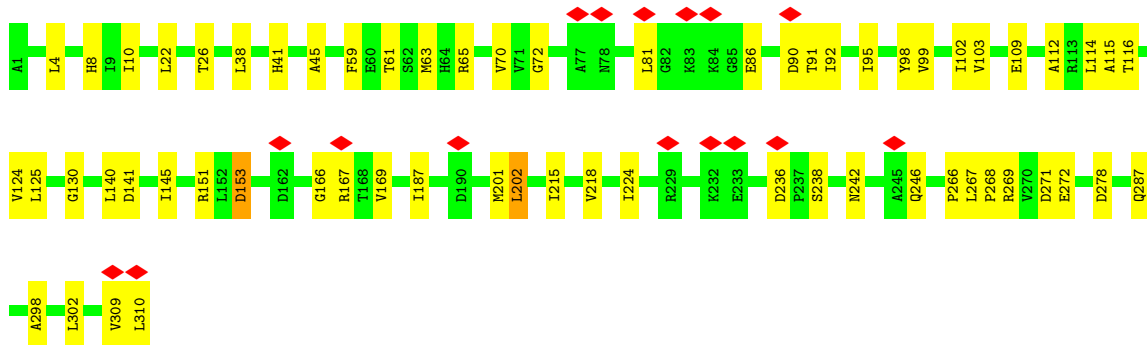 A1 L4 H8 I9 I10 L22 T26 L38 H41 A45 F59 E60 T61 S62 M63 H64 R65 V70 V71 G72 A77 N78 L81 G82 K83 K84 G85 E86 D90 T91 I92 I95 Y98 V99 I102 V103 E109 A112 R113 L114 A115 T116
V124 L125 G130 L140 D141 I145 R151 L152 D153 D162 G166 R167 T168 V169 I187 D190 M201 L202 I215 V218 I224 R229 K232 E233 D236 P237 S238 N242 A245 Q246 P266 L267 P268 R269 V270 D271 E272 D278 Q287
A298 L302 V309 L310